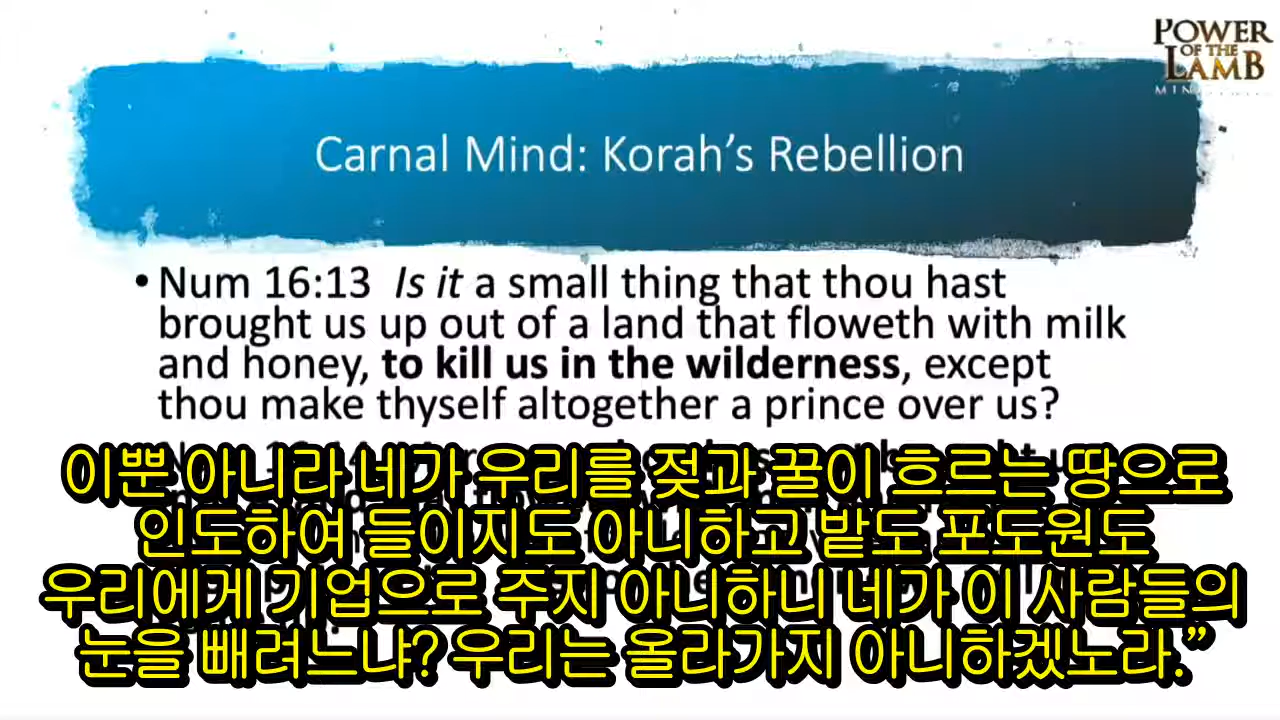 POWER
OF THE
LAMB
MINISTRIES
Carnal Mind: Korah's Rebellion
• Num 16:13 Is it a small thing that thou hast
brought us up out of a land that floweth with milk
and honey, to kill us in the wilderness, except
thou make thyself altogether a prince over us?
이뿐 아니라 네가 우리를 젖과 꿀이 흐르는 땅으로
인도하여 들이지도 아니하고 밭도 포도원도
우리에게 기업으로 주지 아니하니 네가 이 사람들의
눈을 빼려느냐? 우리는 올라가지 아니하겠노라.”